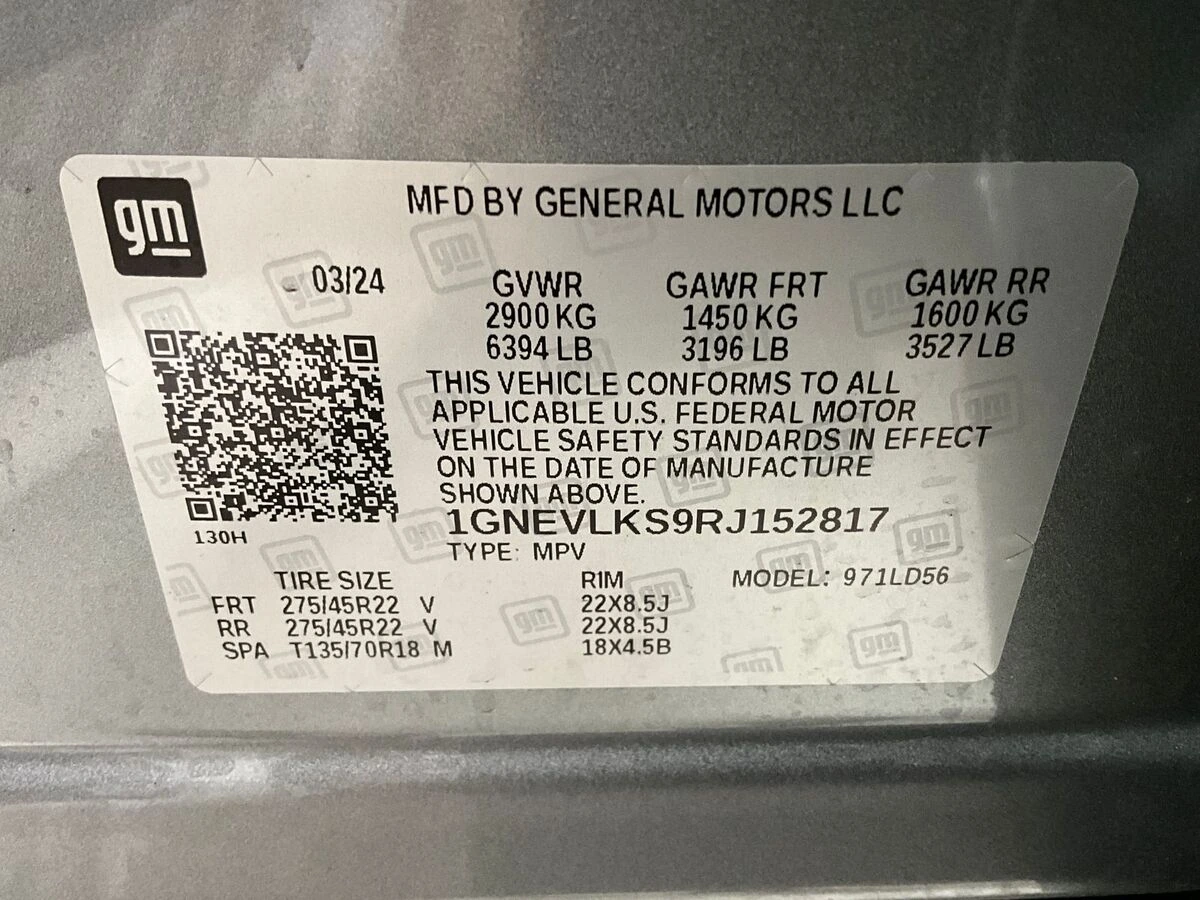 gm
MFD BY GENERAL MOTORS LLC
03/24
GVWR GAWR FRT GAWR RR
2900 KG 1450 KG 1600 KG
6394 LB 3196 LB 3527 LB
THIS VEHICLE CONFORMS TO ALL
APPLICABLE U.S. FEDERAL MOTOR
VEHICLE SAFETY STANDARDS IN EFFECT
ON THE DATE OF MANUFACTURE
SHOWN ABOVE.
1GNEVLKS9RJ152817
130H
TYPE: MPV
TIRE SIZE RIM MODEL: 971LD56
FRT 275/45R22 V 22X8.5J
RR 275/45R22 V 22X8.5J
SPA T135/70R18 M 18X4.5B